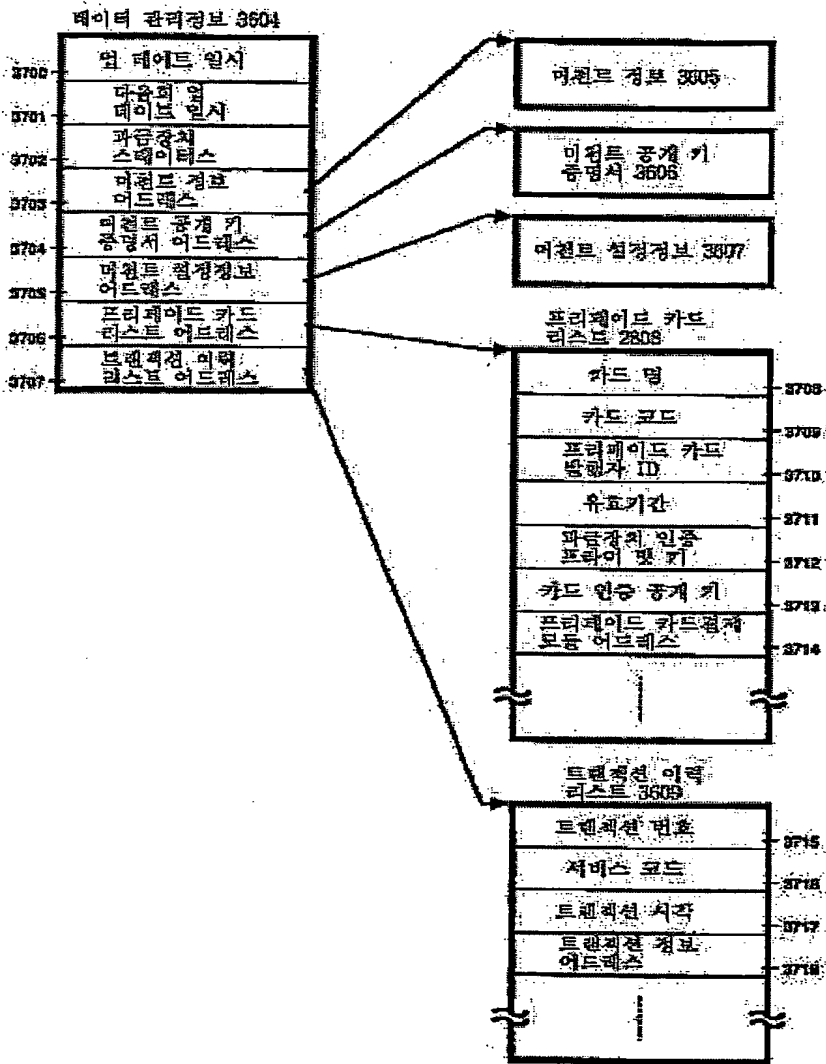 데이터 관리정보 3604
업 데이트 일시
3700
다음회 업
데이트 일시
3701
과금장치
스테이터스
3702
머천트 정보
어드레스
3703
머천트 공개 키
증명서 어드레스
3704
머천트 설정정보
어드레스
3705
프리페이드 카드
리스트 어드레스
3706
트랜잭션 이력
리스트 어드레스
3707
머천트 정보 3605
머천트 공개 키
증명서 3606
머천트 설정정보 3607
프리페이드 카드
리스트
카드 명
3708
카드 코드
3709
프리페이드 카드
발행자 ID
3710
유효기간
3711
과금장치 인증
프라이 빗 키
3712
카드 인증 공개 키
3713
프리페이드 카드결제
모듈 어드레스
3714
트랜잭션 이력
리스트 3609
트랜잭션 번호
3715
서비스 코드
3716
트랜잭션 시각
3717
트랜잭션 정보
어드레스
3718